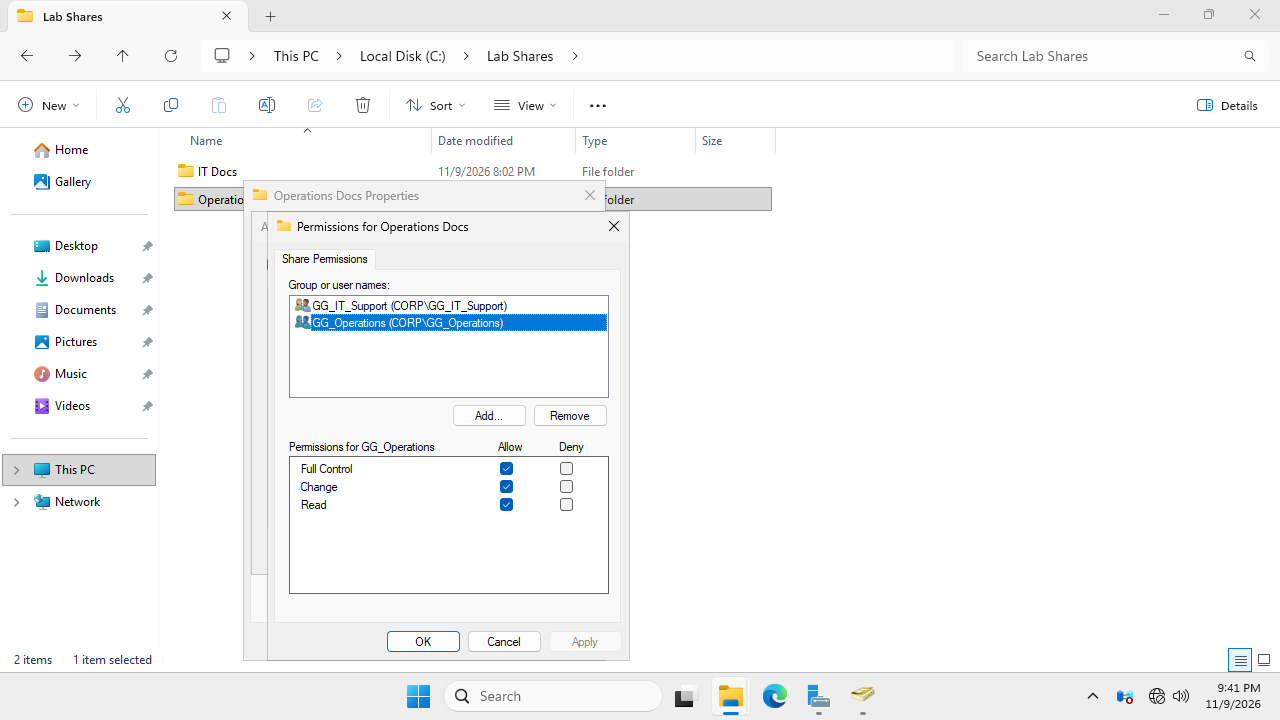 Lab Shares
This PC
Local Disk (C:)
Lab Shares
Search Lab Shares
New
Sort
View
Details
Home
Gallery
Desktop
Downloads
Documents
Pictures
Music
Videos
This PC
Network
Name
Date modified
Type
Size
IT Docs
11/9/2026 8:02 PM
File folder
folder
Operations Docs Properties
Permissions for Operations Docs
Share Permissions
Group or user names:
GG_IT_Support (CORP\GG_IT_Support)
GG_Operations (CORP\GG_Operations)
Add...
Remove
Permissions for GG_Operations
Allow
Deny
Full Control
Change
Read
OK
Cancel
Apply
2 items
1 item selected
Search
9:41 PM
11/9/2026